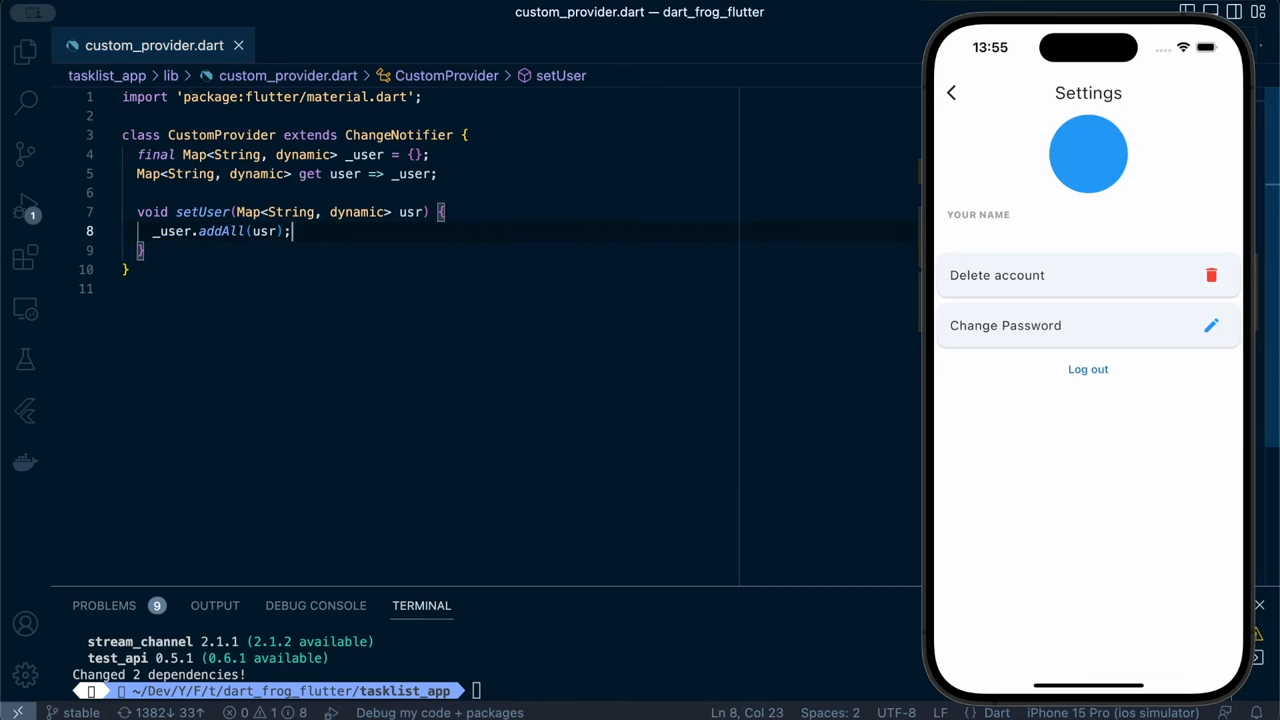 custom_provider.dart — dart_frog_flutter
custom_provider.dart
tasklist_app > lib > custom_provider.dart > CustomProvider > setUser
1 import 'package:flutter/material.dart';
2
3 class CustomProvider extends ChangeNotifier {
4 final Map<String, dynamic> _user = {};
5 Map<String, dynamic> get user => _user;
6
7 void setUser(Map<String, dynamic> usr) {
8 _user.addAll(usr);
9 }
10 }
11
1
PROBLEMS 9 OUTPUT DEBUG CONSOLE TERMINAL
stream_channel 2.1.1 (2.1.2 available)
test_api 0.5.1 (0.6.1 available)
Changed 2 dependencies!
~/Dev/Y/F/t/dart_frog_flutter/tasklist_app
stable 1382↓ 33↑ 0 1 8 Debug my code + packages Ln 8, Col 23 Spaces: 2 UTF-8 LF {} Dart iPhone 15 Pro (ios simulator)
13:55
Settings
YOUR NAME
Delete account
Change Password
Log out